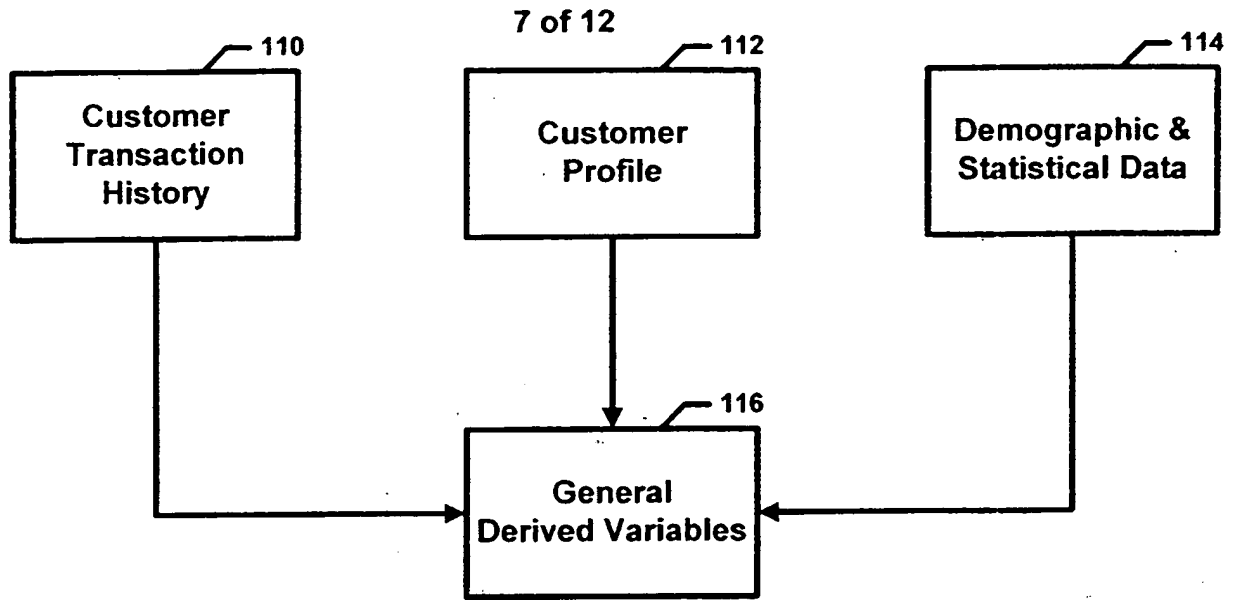 7 of 12
110
Customer
Transaction
History
112
Customer
Profile
114
Demographic &
Statistical Data
116
General
Derived Variables